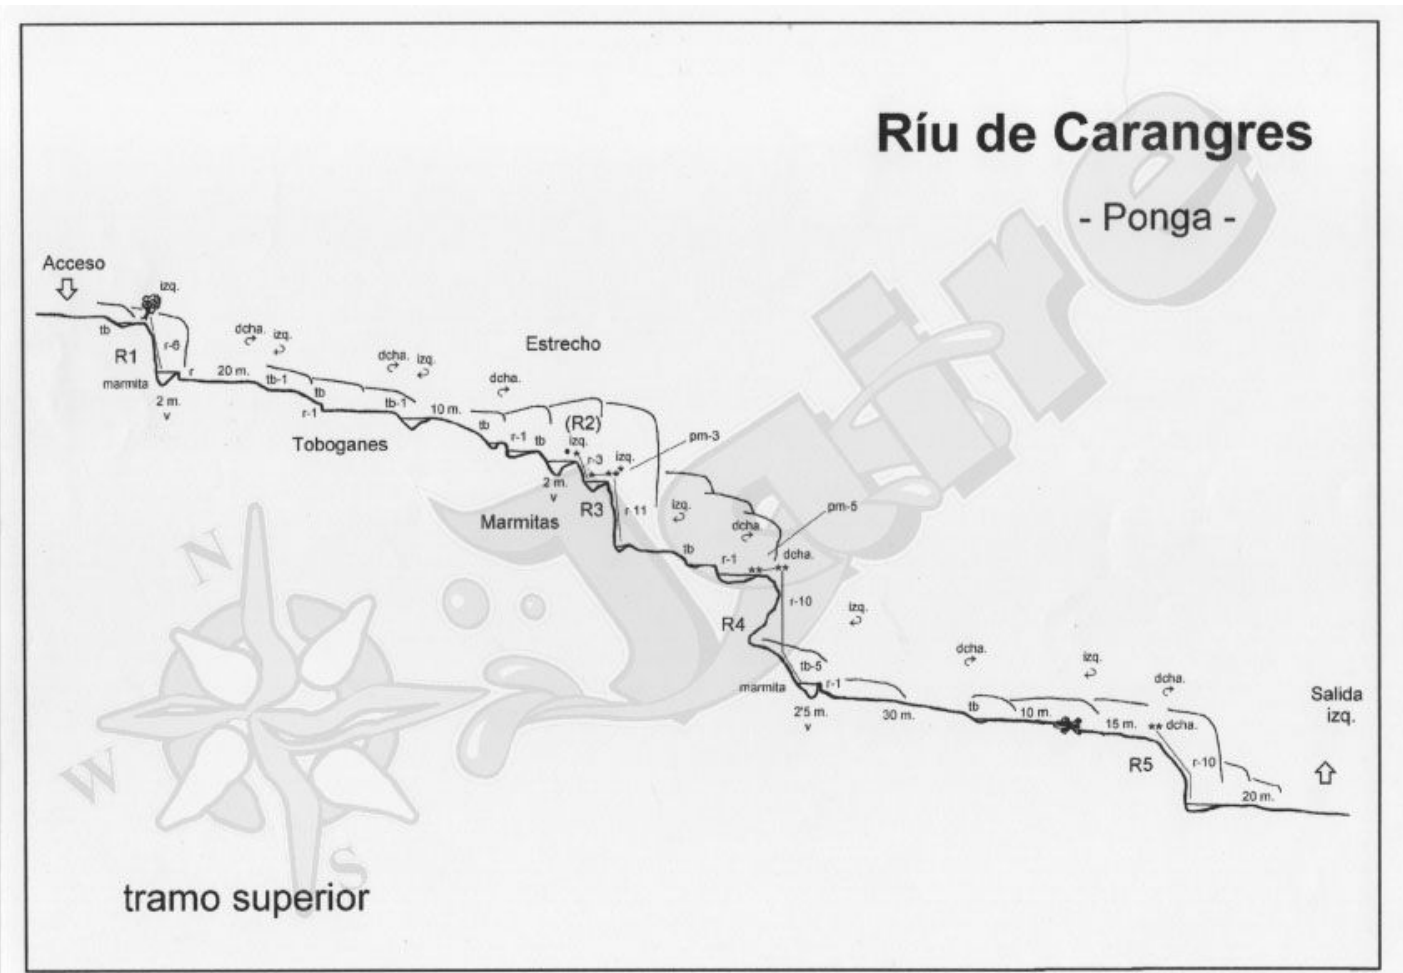 Ríu de Carangres
- Ponga -
Acceso
izq.
tb
R1
r-6
marmita
r
2 m.
v
20 m.
dcha.
izq.
tb-1
tb
r-1
tb-1
Toboganes
dcha.
izq.
10 m.
Estrecho
dcha.
tb
r-1
tb
(R2)
izq.
r-3
izq.
pm-3
2 m.
v
Marmitas
R3
r-11
izq.
dcha.
pm-5
tb
r-1
dcha.
r-10
R4
izq.
tb-5
marmita
r-1
2'5 m.
v
30 m.
dcha.
tb
10 m.
izq.
15 m.
dcha.
dcha.
R5
r-10
20 m.
Salida
izq.
N
W
S
tramo superior